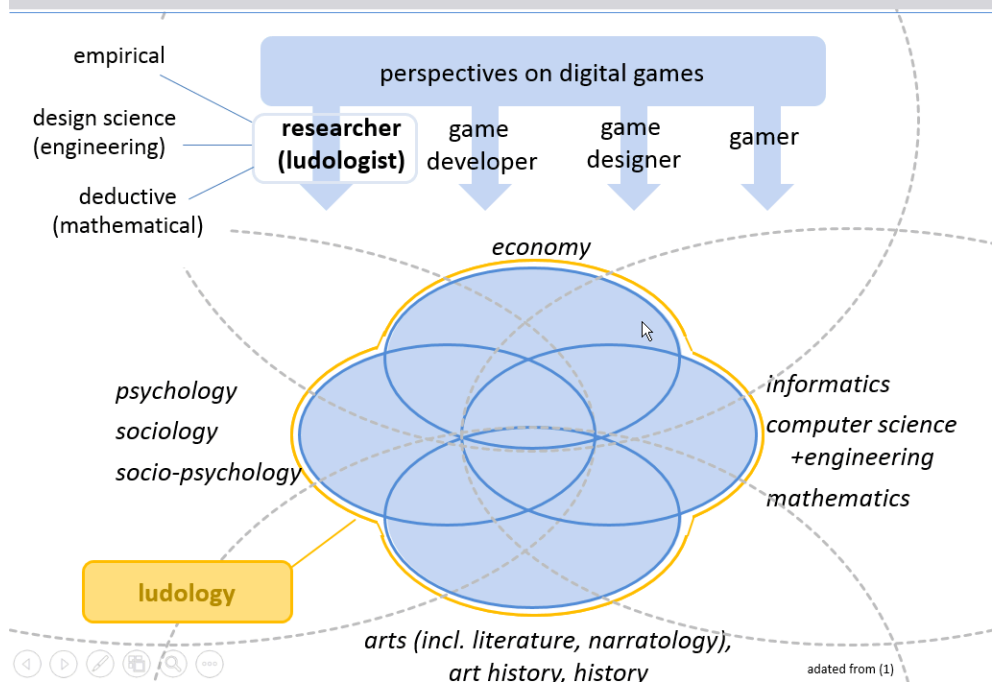 empirical
design science
(engineering)
deductive
(mathematical)
perspectives on digital games
researcher
(ludologist)
game
developer
game
designer
gamer
economy
psychology
sociology
socio-psychology
informatics
computer science
+engineering
mathematics
ludology
arts (incl. literature, narratology),
art history, history
adated from (1)